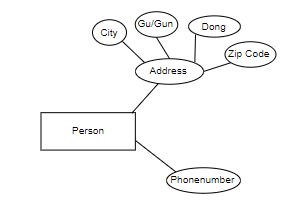 City
Gu/Gun
Dong
Zip Code
Address
Person
Phonenumber